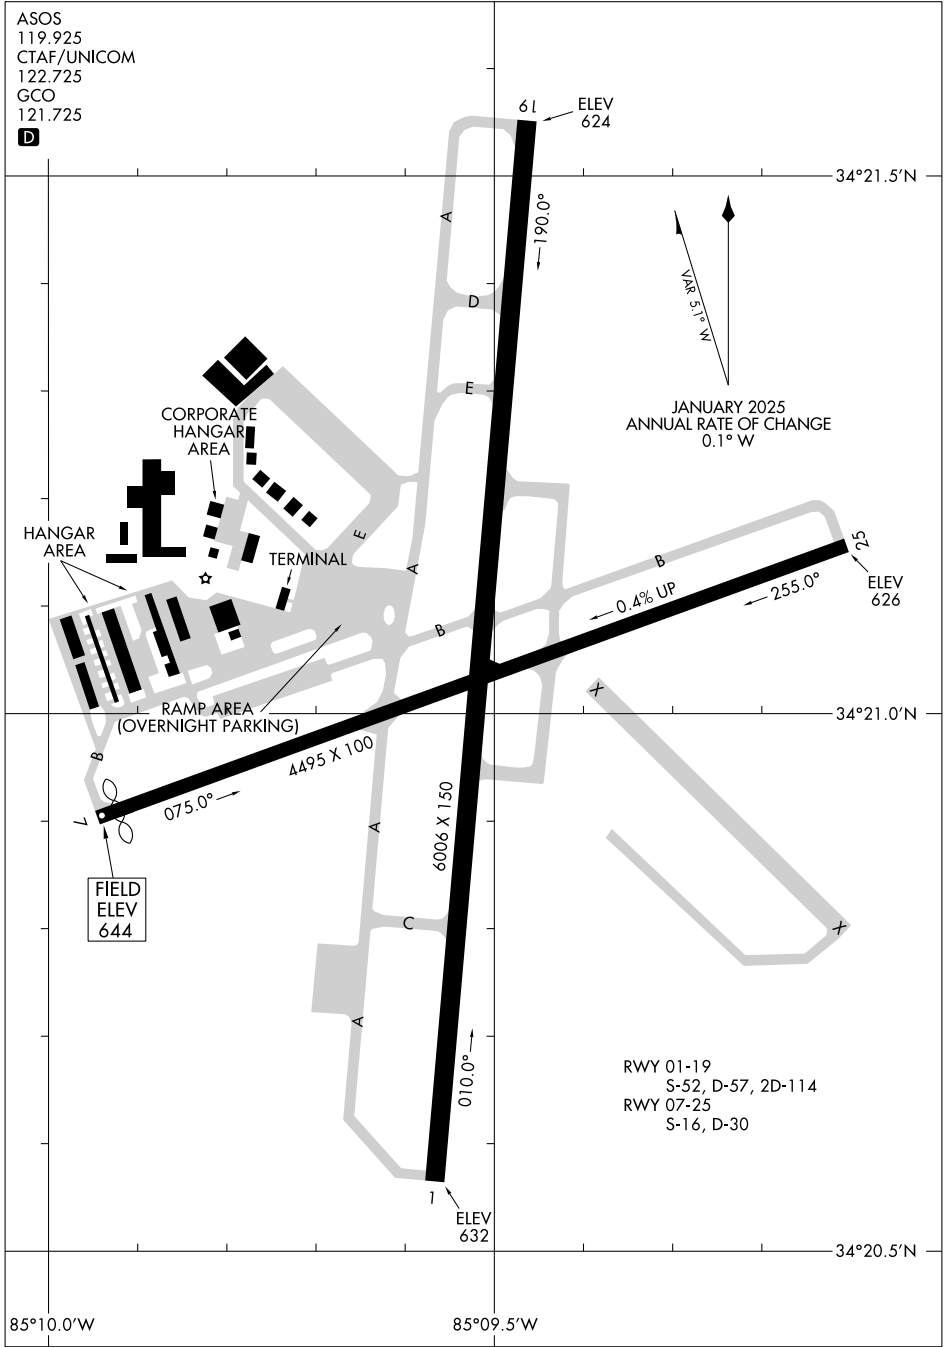 ASOS
119.925
CTAF/UNICOM
122.725
GCO
121.725
D
19
ELEV
624
34°21.5'N
A
190.0°
D
VAR 5.1° W
E
JANUARY 2025
ANNUAL RATE OF CHANGE
0.1° W
CORPORATE
HANGAR
AREA
HANGAR
AREA
E
TERMINAL
A
B
25
ELEV
626
0.4% UP
255.0°
B
RAMP AREA
(OVERNIGHT PARKING)
X
34°21.0'N
B
4495 X 100
075.0°
7
A
6006 X 150
FIELD
ELEV
644
C
X
A
010.0°
RWY 01-19
S-52, D-57, 2D-114
RWY 07-25
S-16, D-30
1
ELEV
632
34°20.5'N
85°10.0'W
85°09.5'W